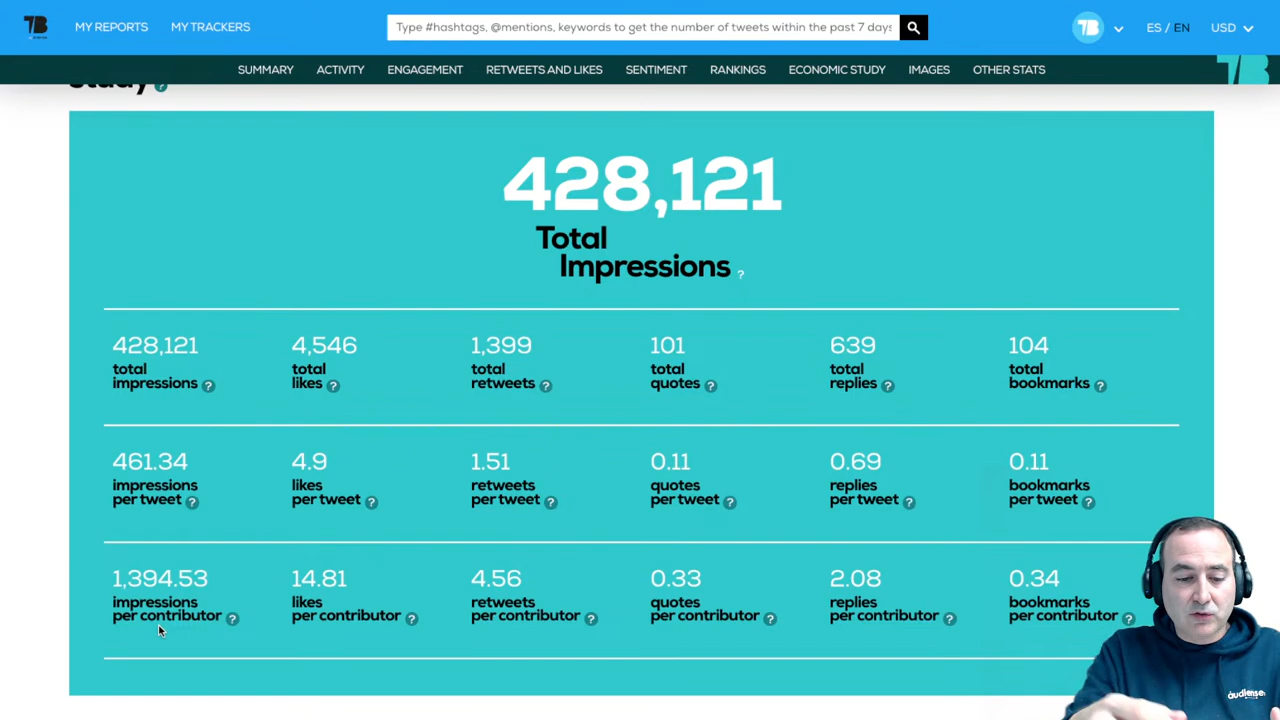 MY REPORTS
MY TRACKERS
Type #hashtags, @mentions, keywords to get the number of tweets within the past 7 days
ES / EN
USD
SUMMARY
ACTIVITY
ENGAGEMENT
RETWEETS AND LIKES
SENTIMENT
RANKINGS
ECONOMIC STUDY
IMAGES
OTHER STATS
Study ?
428,121
Total
Impressions ?
428,121
total
impressions ?
4,546
total
likes ?
1,399
total
retweets ?
101
total
quotes ?
639
total
replies ?
104
total
bookmarks ?
461.34
impressions
per tweet ?
4.9
likes
per tweet ?
1.51
retweets
per tweet ?
0.11
quotes
per tweet ?
0.69
replies
per tweet ?
0.11
bookmarks
per tweet ?
1,394.53
impressions
per contributor ?
14.81
likes
per contributor ?
4.56
retweets
per contributor ?
0.33
quotes
per contributor ?
2.08
replies
per contributor ?
0.34
bookmarks
per contributor ?
audiense